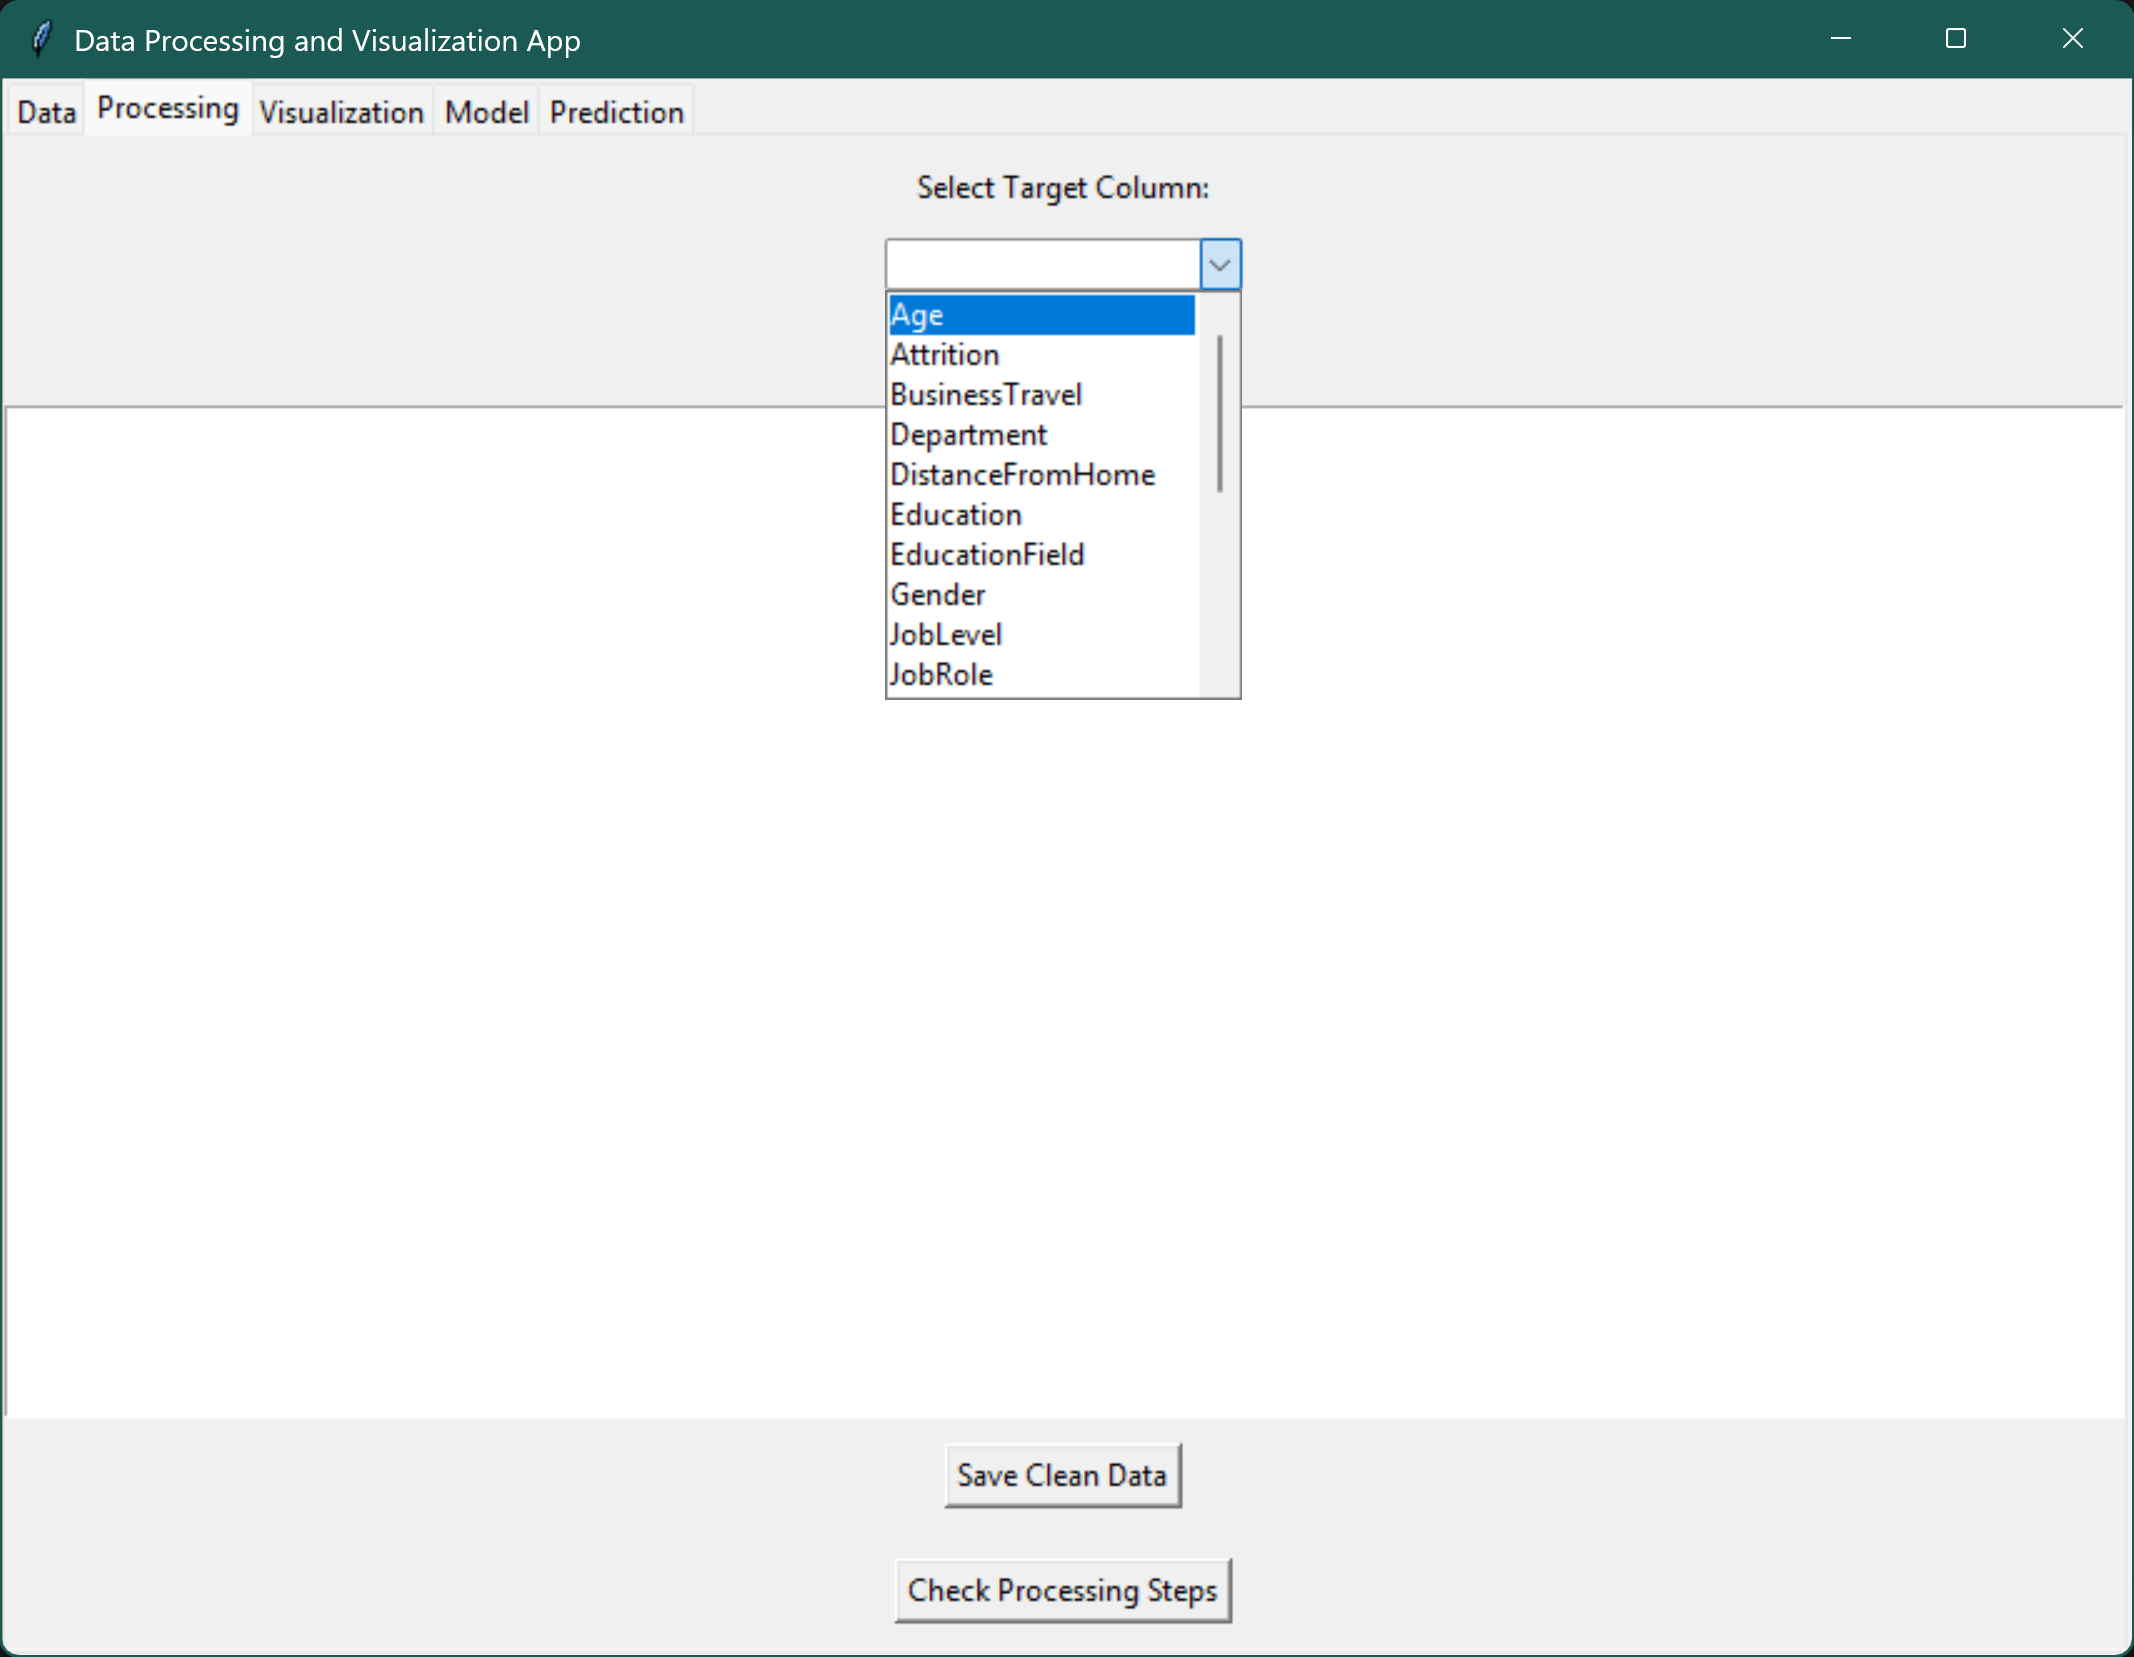 Data Processing and Visualization App
Data Processing Visualization Model Prediction
Select Target Column:
Age
Attrition
BusinessTravel
Department
DistanceFromHome
Education
EducationField
Gender
JobLevel
JobRole
Save Clean Data
Check Processing Steps